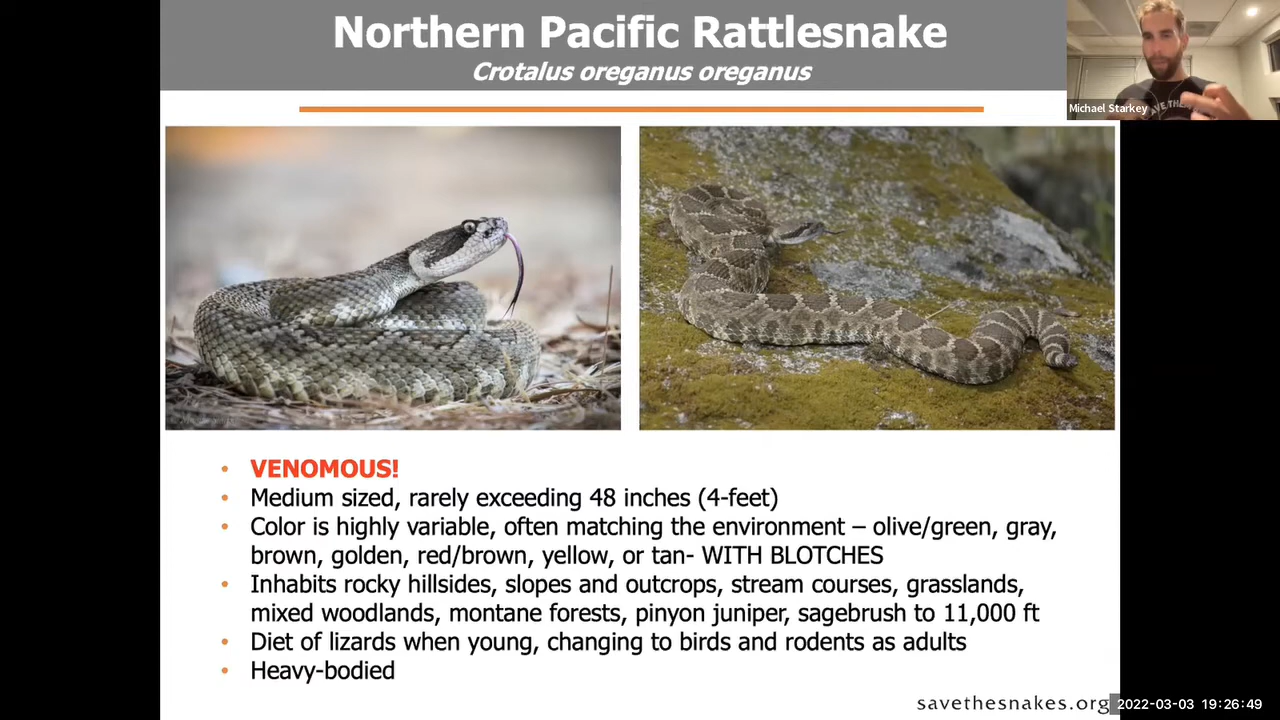 Northern Pacific Rattlesnake
Crotalus oreganus oreganus
Michael Starkey
AVE THE
• VENOMOUS!
• Medium sized, rarely exceeding 48 inches (4-feet)
• Color is highly variable, often matching the environment – olive/green, gray,
brown, golden, red/brown, yellow, or tan- WITH BLOTCHES
• Inhabits rocky hillsides, slopes and outcrops, stream courses, grasslands,
mixed woodlands, montane forests, pinyon juniper, sagebrush to 11,000 ft
• Diet of lizards when young, changing to birds and rodents as adults
• Heavy-bodied
savethesnakes.org
2022-03-03 19:26:49